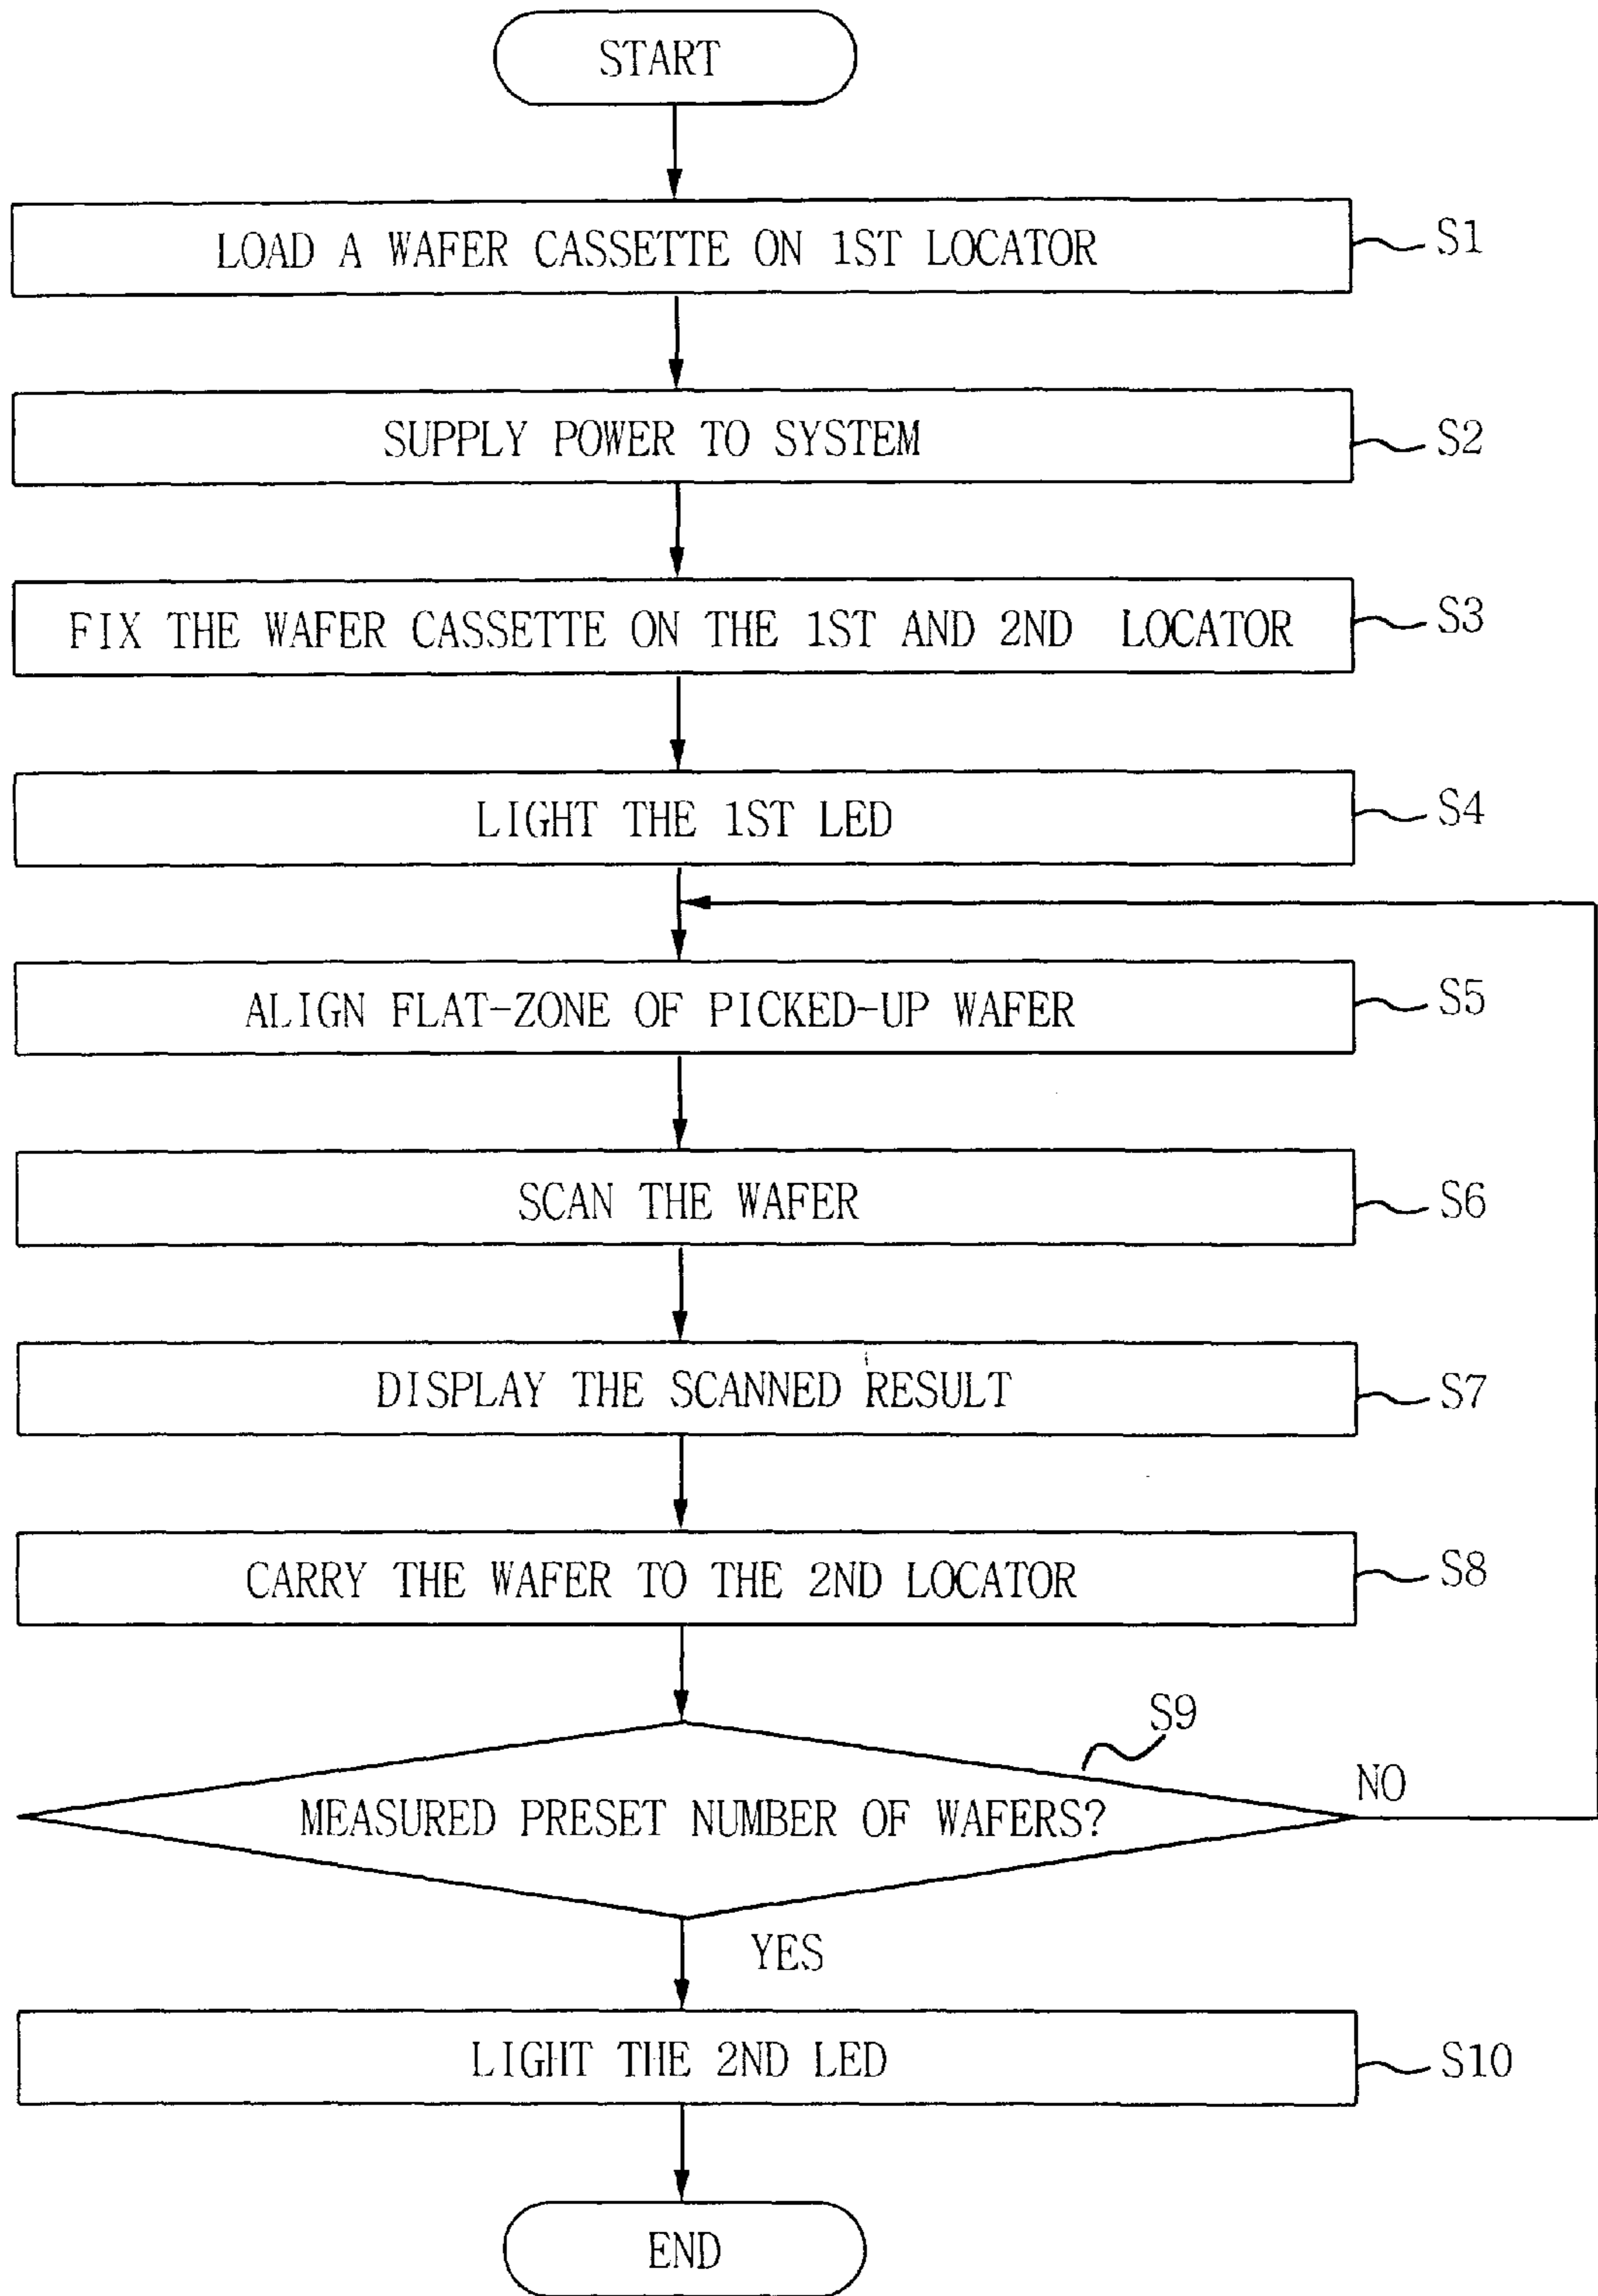 START
LOAD A WAFER CASSETTE ON 1ST LOCATOR
S1
SUPPLY POWER TO SYSTEM
S2
FIX THE WAFER CASSETTE ON THE 1ST AND 2ND LOCATOR
S3
LIGHT THE 1ST LED
S4
ALIGN FLAT-ZONE OF PICKED-UP WAFER
S5
SCAN THE WAFER
S6
DISPLAY THE SCANNED RESULT
S7
CARRY THE WAFER TO THE 2ND LOCATOR
S8
S9
MEASURED PRESET NUMBER OF WAFERS?
NO
YES
LIGHT THE 2ND LED
S10
END